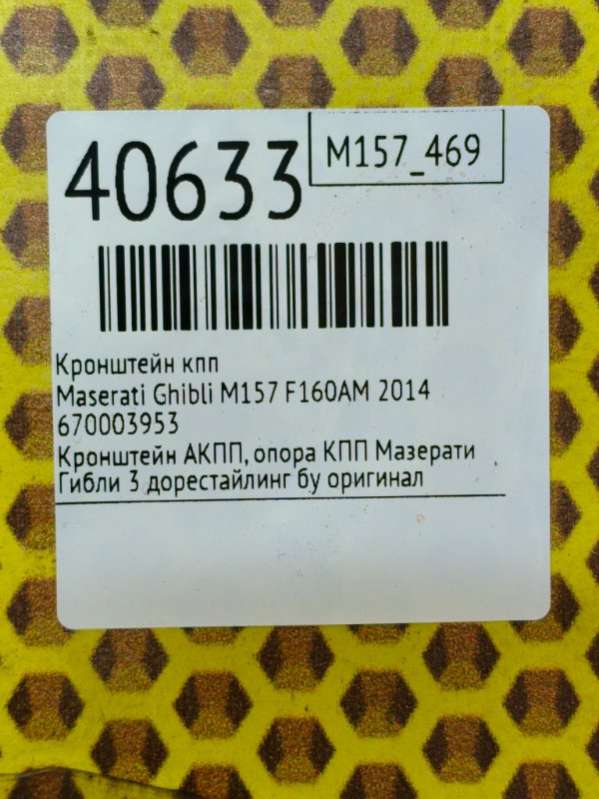 40633
M157_469
Кронштейн кпп
Maserati Ghibli M157 F160AM 2014
670003953
Кронштейн АКПП, опора КПП Мазерати
Гибли 3 дорестайлинг бу оригинал